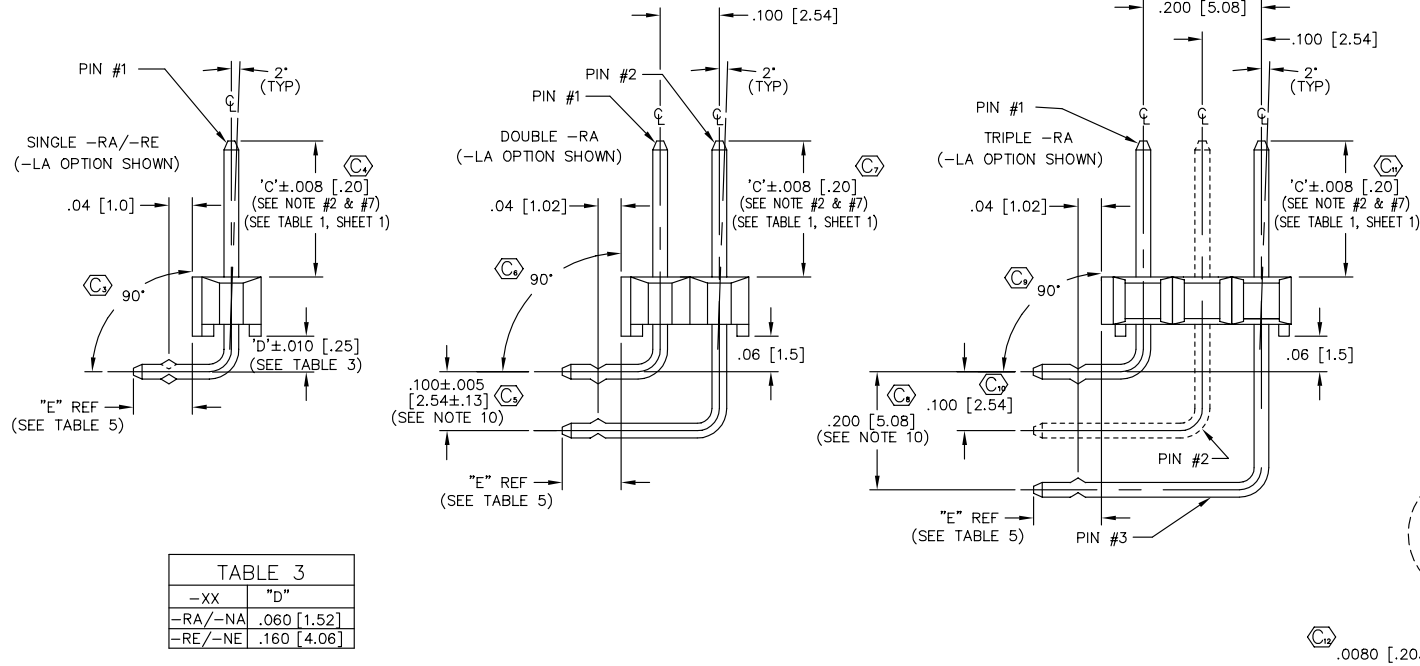 .100 [2.54]
.200 [5.08]
.100 [2.54]
PIN #1
2°
(TYP)
℄
SINGLE -RA/-RE
(-LA OPTION SHOWN)
C4
'C'±.008 [.20]
(SEE NOTE #2 & #7)
(SEE TABLE 1, SHEET 1)
.04 [1.0]
C3
90°
'D'±.010 [.25]
(SEE TABLE 3)
"E" REF
(SEE TABLE 5)
PIN #2
PIN #1
2°
(TYP)
℄
℄
DOUBLE -RA
(-LA OPTION SHOWN)
C7
'C'±.008 [.20]
(SEE NOTE #2 & #7)
(SEE TABLE 1, SHEET 1)
.04 [1.02]
C6
90°
.06 [1.5]
.100±.005
[2.54±.13]
C5
(SEE NOTE 10)
"E" REF
(SEE TABLE 5)
PIN #1
2°
(TYP)
℄
℄
℄
TRIPLE -RA
(-LA OPTION SHOWN)
C11
'C'±.008 [.20]
(SEE NOTE #2 & #7)
(SEE TABLE 1, SHEET 1)
.04 [1.02]
C9
90°
.06 [1.5]
C8
C10
.100 [2.54]
.200 [5.08]
(SEE NOTE 10)
PIN #2
"E" REF
(SEE TABLE 5)
PIN #3
TABLE 3
-XX "D"
-RA/-NA .060 [1.52]
-RE/-NE .160 [4.06]
C12
.0080 [.20